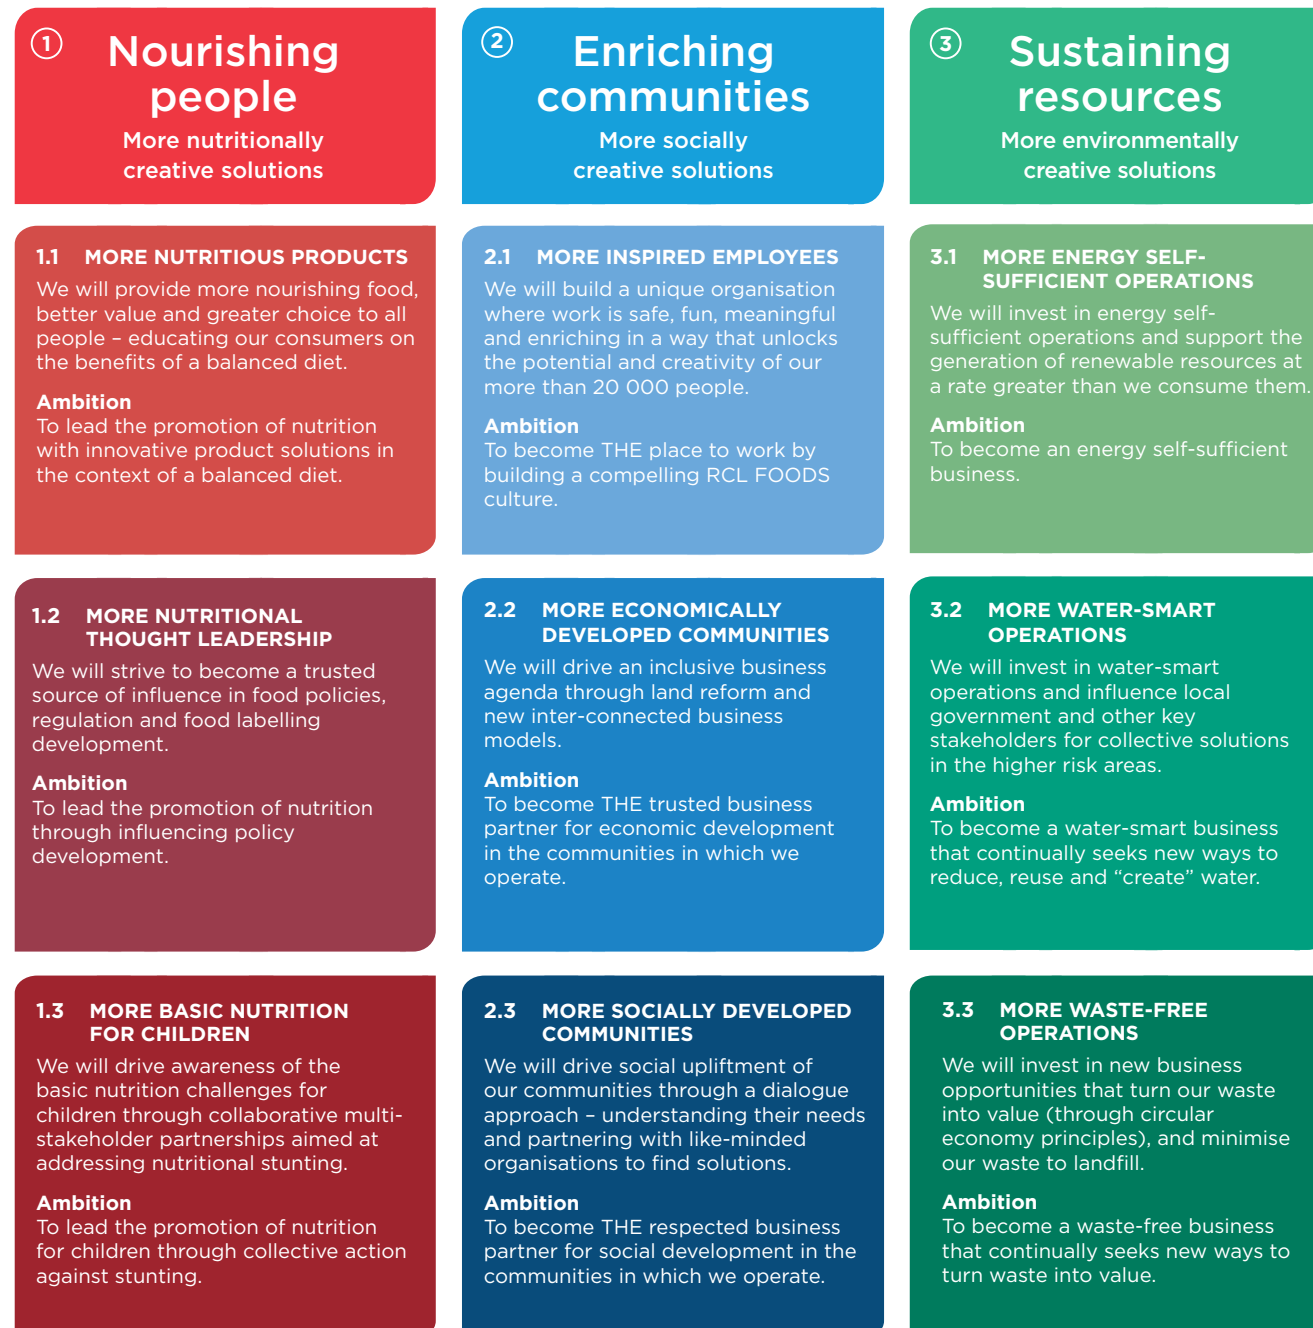 1
Nourishing
people
More nutritionally
creative solutions
1.1 MORE NUTRITIOUS PRODUCTS
We will provide more nourishing food,
better value and greater choice to all
people – educating our consumers on
the benefits of a balanced diet.
Ambition
To lead the promotion of nutrition
with innovative product solutions in
the context of a balanced diet.
1.2 MORE NUTRITIONAL
THOUGHT LEADERSHIP
We will strive to become a trusted
source of influence in food policies,
regulation and food labelling
development.
Ambition
To lead the promotion of nutrition
through influencing policy
development.
1.3 MORE BASIC NUTRITION
FOR CHILDREN
We will drive awareness of the
basic nutrition challenges for
children through collaborative multi-
stakeholder partnerships aimed at
addressing nutritional stunting.
Ambition
To lead the promotion of nutrition
for children through collective action
against stunting.
2
Enriching
communities
More socially
creative solutions
2.1 MORE INSPIRED EMPLOYEES
We will build a unique organisation
where work is safe, fun, meaningful
and enriching in a way that unlocks
the potential and creativity of our
more than 20 000 people.
Ambition
To become THE place to work by
building a compelling RCL FOODS
culture.
2.2 MORE ECONOMICALLY
DEVELOPED COMMUNITIES
We will drive an inclusive business
agenda through land reform and
new inter-connected business
models.
Ambition
To become THE trusted business
partner for economic development
in the communities in which we
operate.
2.3 MORE SOCIALLY DEVELOPED
COMMUNITIES
We will drive social upliftment of
our communities through a dialogue
approach – understanding their needs
and partnering with like-minded
organisations to find solutions.
Ambition
To become THE respected business
partner for social development in the
communities in which we operate.
3
Sustaining
resources
More environmentally
creative solutions
3.1 MORE ENERGY SELF-
SUFFICIENT OPERATIONS
We will invest in energy self-
sufficient operations and support the
generation of renewable resources at
a rate greater than we consume them.
Ambition
To become an energy self-sufficient
business.
3.2 MORE WATER-SMART
OPERATIONS
We will invest in water-smart
operations and influence local
government and other key
stakeholders for collective solutions
in the higher risk areas.
Ambition
To become a water-smart business
that continually seeks new ways to
reduce, reuse and “create” water.
3.3 MORE WASTE-FREE
OPERATIONS
We will invest in new business
opportunities that turn our waste
into value (through circular
economy principles), and minimise
our waste to landfill.
Ambition
To become a waste-free business
that continually seeks new ways to
turn waste into value.